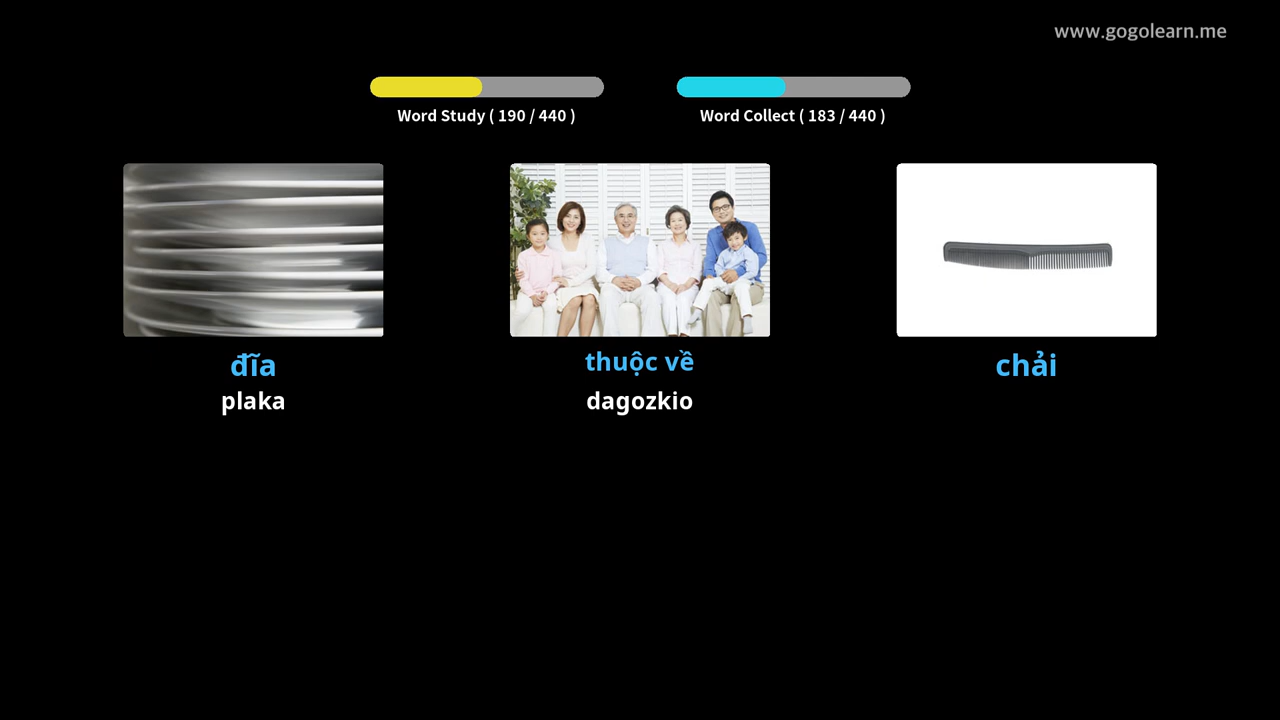 www.gogolearn.me
Word Study ( 190 / 440 )
Word Collect ( 183 / 440 )
đĩa
thuộc về
chải
plaka
dagozkio